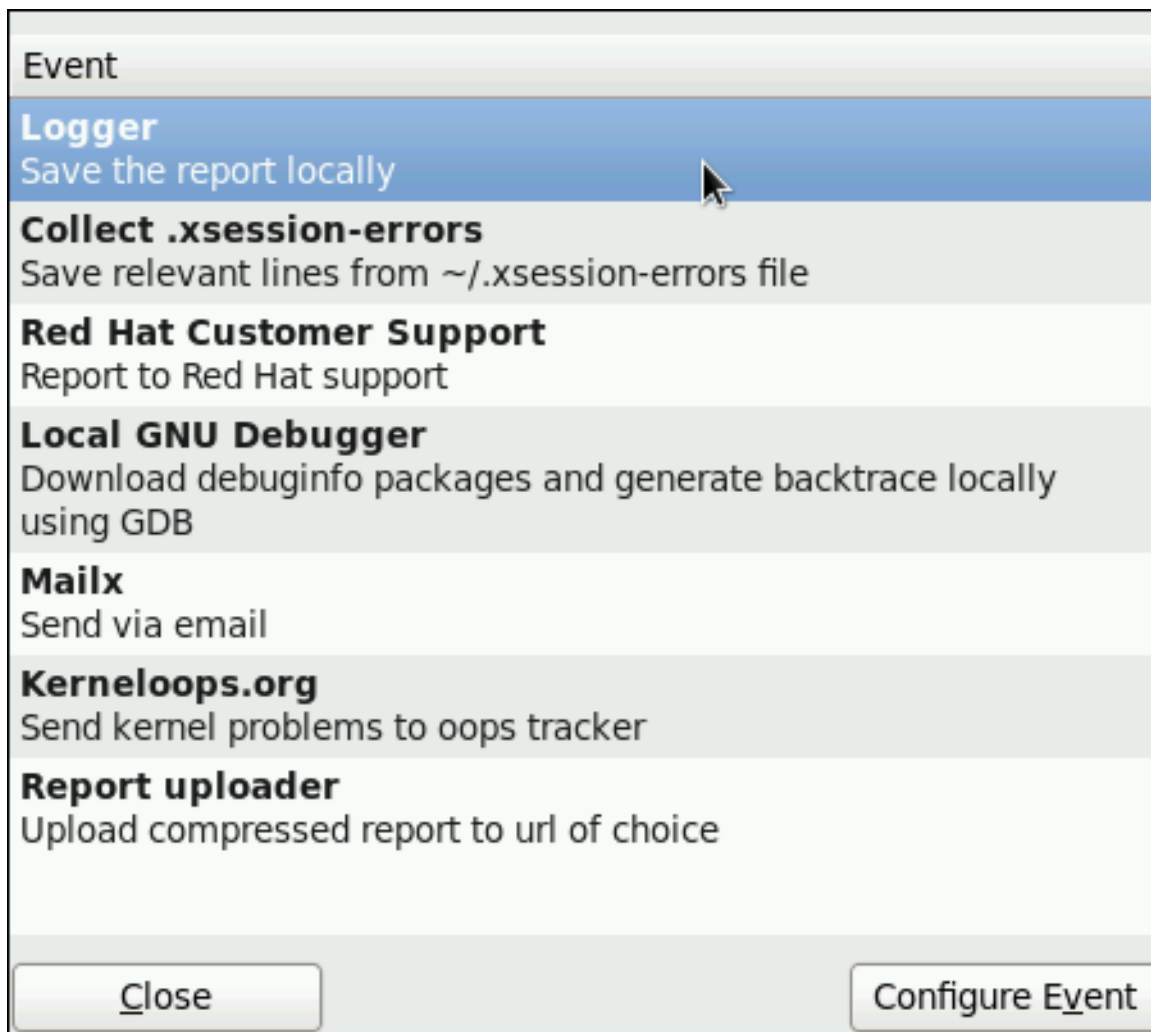 Event
Logger
Save the report locally
Collect .xsession-errors
Save relevant lines from ~/.xsession-errors file
Red Hat Customer Support
Report to Red Hat support
Local GNU Debugger
Download debuginfo packages and generate backtrace locally
using GDB
Mailx
Send via email
Kerneloops.org
Send kernel problems to oops tracker
Report uploader
Upload compressed report to url of choice
Close
Configure Event